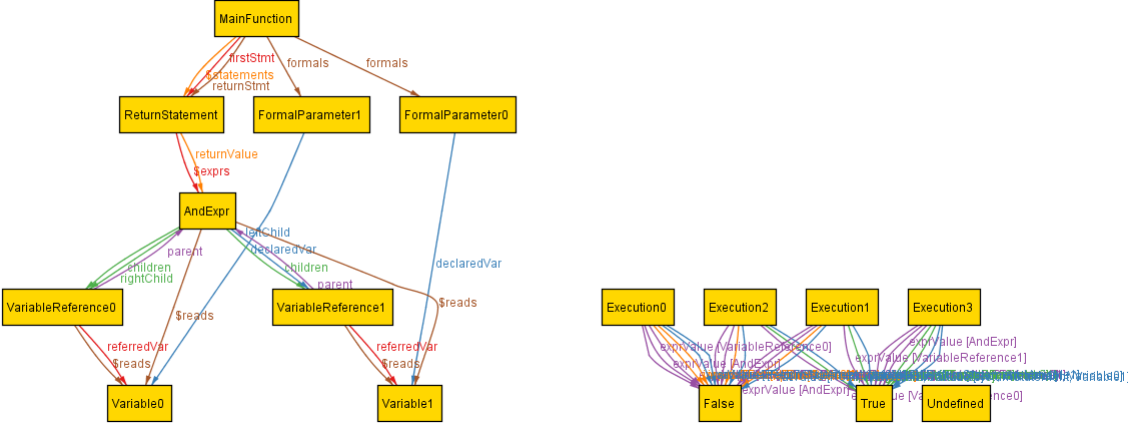 MainFunction
firstStmt
formals
formals
$statements
returnStmt
ReturnStatement
FormalParameter1
FormalParameter0
returnValue
$exprs
AndExpr
leftChild
parent
declaredVar
children
children
declaredVar
rightChild
parent
VariableReference0
VariableReference1
$reads
$reads
Execution0
Execution2
Execution1
Execution3
referredVar
referredVar
exprValue [VariableReference0]
exprValue [AndExpr]
$reads
$reads
exprValue [AndExpr]
exprValue [VariableReference1]
exprValue [AndExpr]
Variable0
Variable1
False
True
Undefined